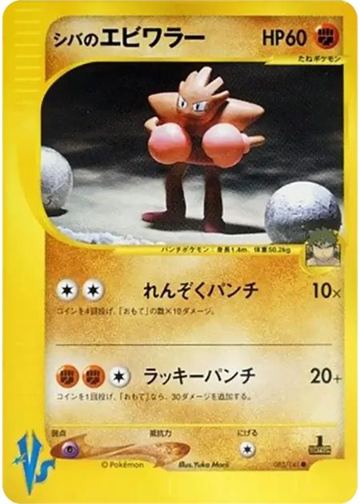 シバのエビワラー HP60
たねポケモン
パンチポケモン：身長1.4m、体重50.2kg
れんぞくパンチ 10×
コインを4回投げ、「おもて」の数×10ダメージ。
ラッキーパンチ 20+
コインを1回投げ、「おもて」なら、30ダメージを追加する。
弱点 抵抗力 にげる
1
EDITION
VS
©Pokémon Illus.Yuka Morii 083/141